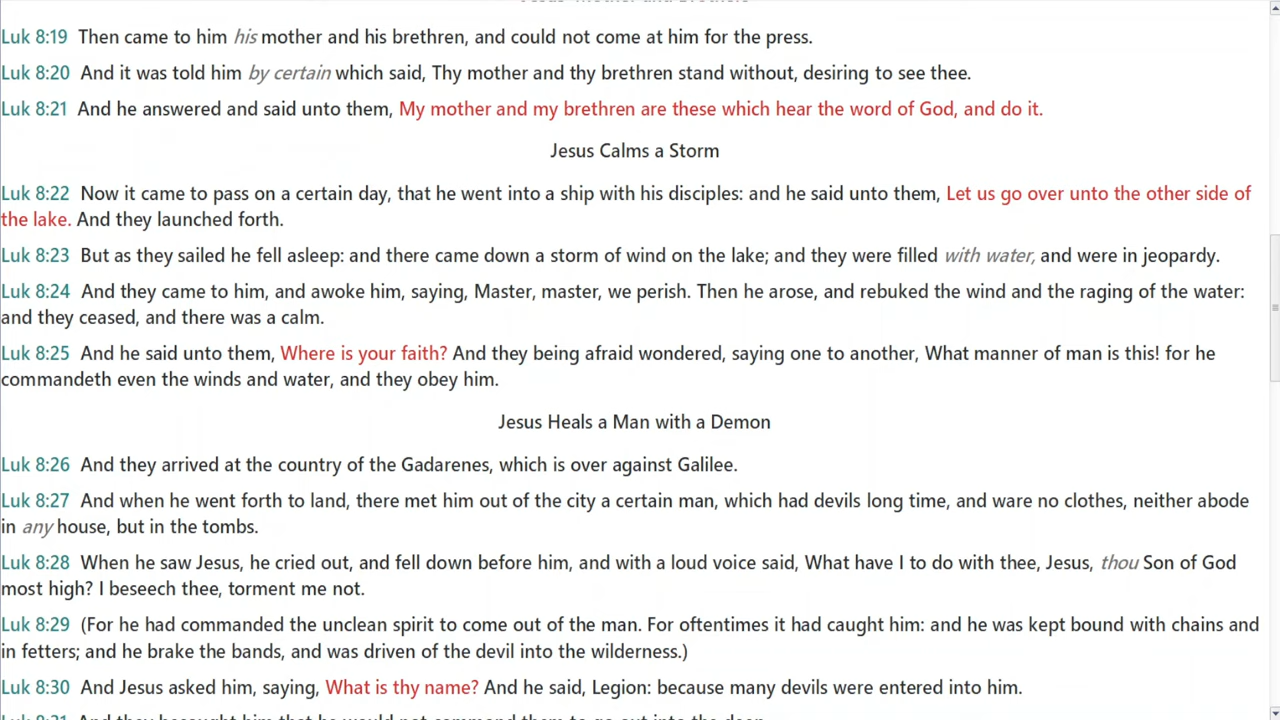 Luk 8:19 Then came to him his mother and his brethren, and could not come at him for the press.
Luk 8:20 And it was told him by certain which said, Thy mother and thy brethren stand without, desiring to see thee.
Luk 8:21 And he answered and said unto them, My mother and my brethren are these which hear the word of God, and do it.
Jesus Calms a Storm
Luk 8:22 Now it came to pass on a certain day, that he went into a ship with his disciples: and he said unto them, Let us go over unto the other side of
the lake. And they launched forth.
Luk 8:23 But as they sailed he fell asleep: and there came down a storm of wind on the lake; and they were filled with water, and were in jeopardy.
Luk 8:24 And they came to him, and awoke him, saying, Master, master, we perish. Then he arose, and rebuked the wind and the raging of the water:
and they ceased, and there was a calm.
Luk 8:25 And he said unto them, Where is your faith? And they being afraid wondered, saying one to another, What manner of man is this! for he
commandeth even the winds and water, and they obey him.
Jesus Heals a Man with a Demon
Luk 8:26 And they arrived at the country of the Gadarenes, which is over against Galilee.
Luk 8:27 And when he went forth to land, there met him out of the city a certain man, which had devils long time, and ware no clothes, neither abode
in any house, but in the tombs.
Luk 8:28 When he saw Jesus, he cried out, and fell down before him, and with a loud voice said, What have I to do with thee, Jesus, thou Son of God
most high? I beseech thee, torment me not.
Luk 8:29 (For he had commanded the unclean spirit to come out of the man. For oftentimes it had caught him: and he was kept bound with chains and
in fetters; and he brake the bands, and was driven of the devil into the wilderness.)
Luk 8:30 And Jesus asked him, saying, What is thy name? And he said, Legion: because many devils were entered into him.
Luk 8:31 And they besought him that he would not command them to go out into the deep.